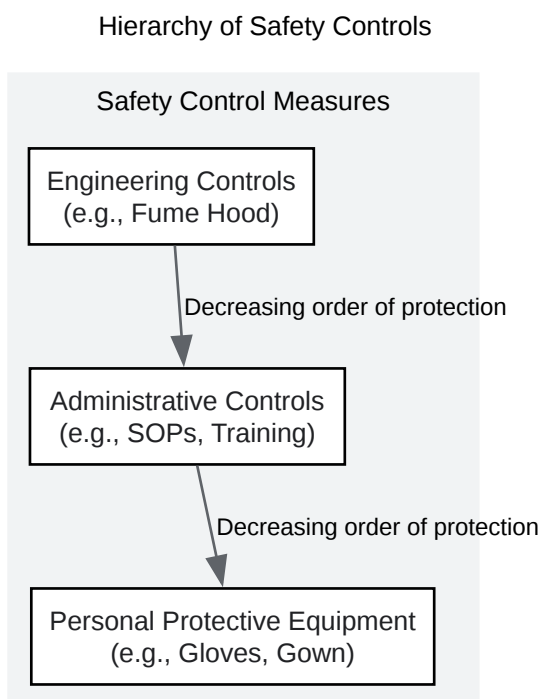 Hierarchy of Safety Controls
Safety Control Measures
Engineering Controls
(e.g., Fume Hood)
Decreasing order of protection
Administrative Controls
(e.g., SOPs, Training)
Decreasing order of protection
Personal Protective Equipment
(e.g., Gloves, Gown)